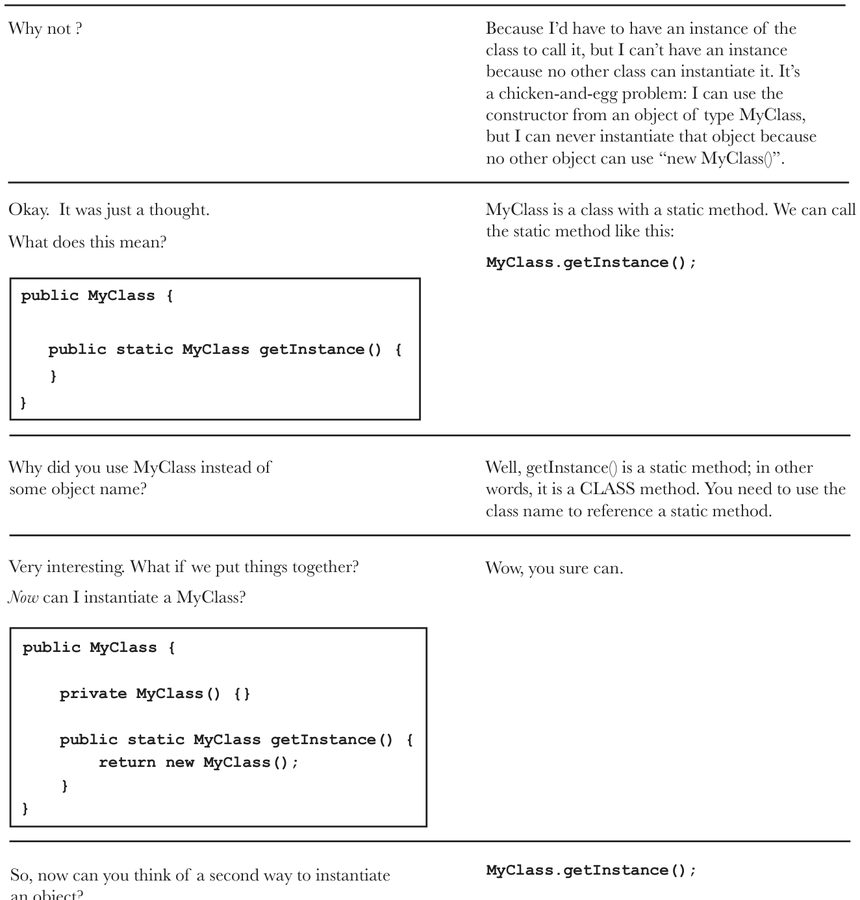 Why not ?
Because I'd have to have an instance of the
class to call it, but I can't have an instance
because no other class can instantiate it. It's
a chicken-and-egg problem: I can use the
constructor from an object of type MyClass,
but I can never instantiate that object because
no other object can use “new MyClass()”.
Okay. It was just a thought.
What does this mean?
public MyClass {
public static MyClass getInstance() {
}
}
MyClass is a class with a static method. We can call
the static method like this:
MyClass.getInstance();
Why did you use MyClass instead of
some object name?
Well, getInstance() is a static method; in other
words, it is a CLASS method. You need to use the
class name to reference a static method.
Very interesting. What if we put things together?
Now can I instantiate a MyClass?
public MyClass {
private MyClass() {}
public static MyClass getInstance() {
return new MyClass();
}
}
Wow, you sure can.
So, now can you think of a second way to instantiate
an object?
MyClass.getInstance();